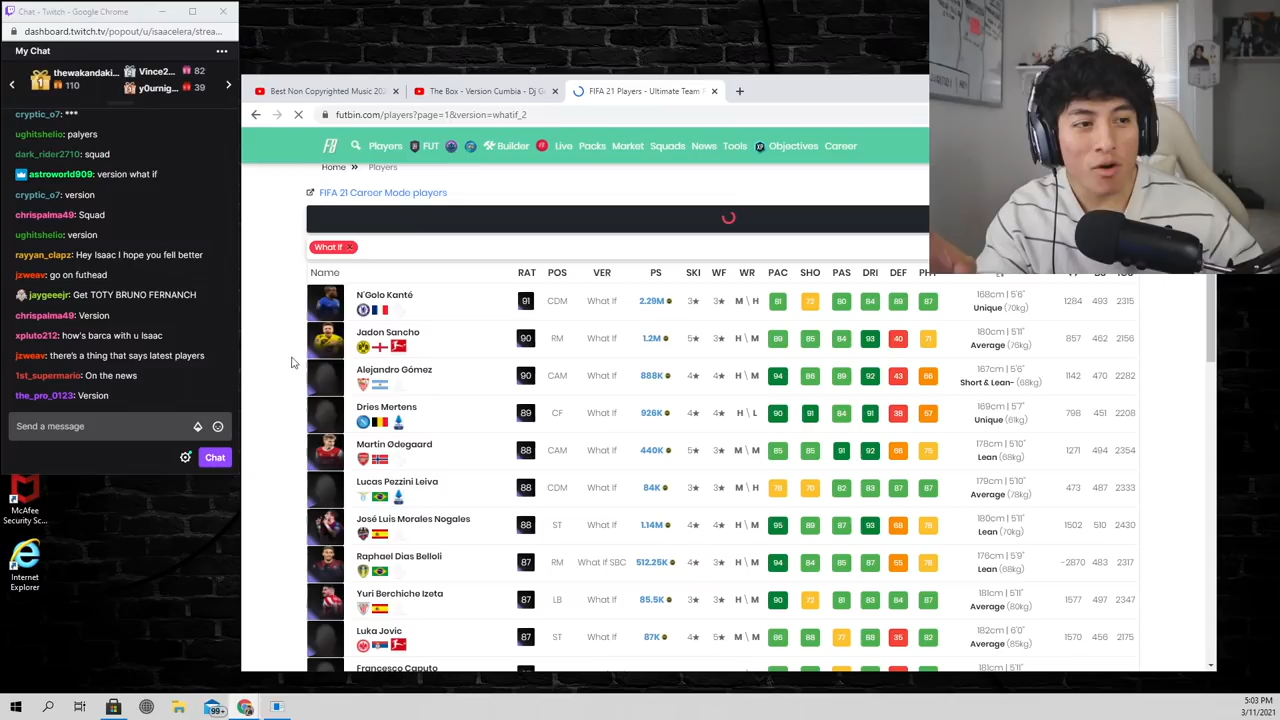 Chat - Twitch - Google Chrome
dashboard.twitch.tv/popout/u/isaacelera/strea...
My Chat
thewakandaki...
110
Vince2... 82
y0urnig... 39
cryptic_o7: ***
ughitshelio: palyers
dark_rider2710: squad
astroworld909: version what if
cryptic_o7: version
chrispalma49: Squad
ughitshelio: version
rayyan_clapz: Hey Isaac I hope you fell better
jzweav: go on futhead
jaygeeejr: Get TOTY BRUNO FERNANCH
chrispalma49: Version
xpluto212: how's barca with u Isaac
jzweav: there's a thing that says latest players
1st_supermario: On the news
the_pro_0123: Version
Send a message
Chat
McAfee
Security Sc...
Internet
Explorer
Best Non Copyrighted Music 202
The Box - Version Cumbia - Dj G
FIFA 21 Players - Ultimate Team F
futbin.com/players?page=1&version=whatif_2
Players FUT Builder Live Packs Market Squads News Tools Objectives Career
Home Players
FIFA 21 Career Mode players
What If
Name RAT POS VER PS SKI WF WR PAC SHO PAS DRI DEF PHY
N'Golo Kanté 91 CDM What If 2.29M 3 3 M \ H 81 72 80 84 89 87 168cm | 5'6" Unique (70kg) 1284 493 2315
Jadon Sancho 90 RM What If 1.2M 5 3 M \ M 89 85 84 93 40 71 180cm | 5'11" Average (76kg) 857 462 2156
Alejandro Gómez 90 CAM What If 888K 4 4 H \ M 94 86 89 92 43 66 167cm | 5'6" Short & Lean- (68kg) 1142 470 2282
Dries Mertens 89 CF What If 926K 4 4 H \ L 90 91 84 91 38 57 169cm | 5'7" Unique (61kg) 798 451 2208
Martin Ødegaard 88 CAM What If 440K 5 3 H \ M 85 85 91 92 68 75 178cm | 5'10" Lean (68kg) 1271 494 2354
Lucas Pezzini Leiva 88 CDM What If 84K 3 3 M \ H 78 70 82 83 87 87 179cm | 5'10" Average (78kg) 473 487 2333
José Luis Morales Nogales 88 ST What If 1.14M 4 4 H \ M 95 89 87 93 68 76 180cm | 5'11" Lean (70kg) 1502 510 2430
Raphael Dias Belloli 87 RM What If SBC 512.25K 4 3 H \ M 94 84 85 87 55 78 176cm | 5'9" Lean (68kg) -2870 483 2317
Yuri Berchiche Izeta 87 LB What If 85.5K 3 3 H \ M 90 72 81 83 84 87 181cm | 5'11" Average (80kg) 1577 497 2347
Luka Jovic 87 ST What If 87K 4 5 M \ M 86 88 77 88 35 82 182cm | 6'0" Average (85kg) 1570 456 2175
Francesco Caputo 181cm | 5'11"
99+
5:03 PM
3/11/2021